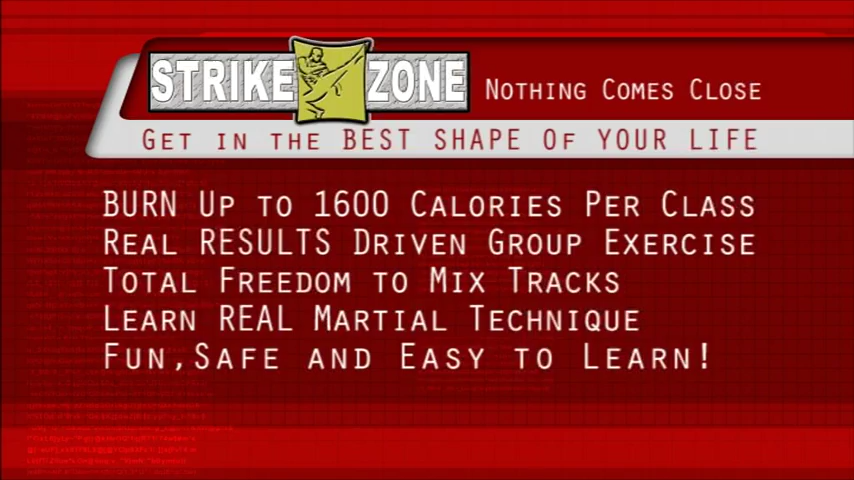 STRIKE ZONE NOTHING COMES CLOSE
GET IN THE BEST SHAPE OF YOUR LIFE
BURN UP TO 1600 CALORIES PER CLASS
REAL RESULTS DRIVEN GROUP EXERCISE
TOTAL FREEDOM TO MIX TRACKS
LEARN REAL MARTIAL TECHNIQUE
FUN,SAFE AND EASY TO LEARN!